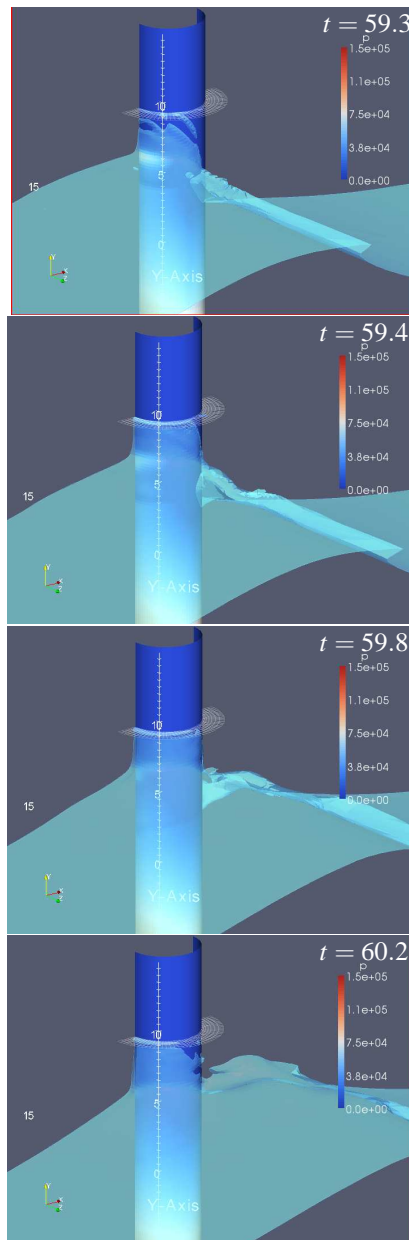 t = 59.3
p
1.5e+05
1.1e+05
7.5e+04
3.8e+04
0.0e+00
10
5
0
15
Y-Axis
Y
X
Z
t = 59.4
p
1.5e+05
1.1e+05
7.5e+04
3.8e+04
0.0e+00
10
5
0
15
Y-Axis
Y
X
Z
t = 59.8
p
1.5e+05
1.1e+05
7.5e+04
3.8e+04
0.0e+00
10
5
0
15
Y-Axis
Y
X
Z
t = 60.2
p
1.5e+05
1.1e+05
7.5e+04
3.8e+04
0.0e+00
10
5
0
15
Y-Axis
Y
X
Z